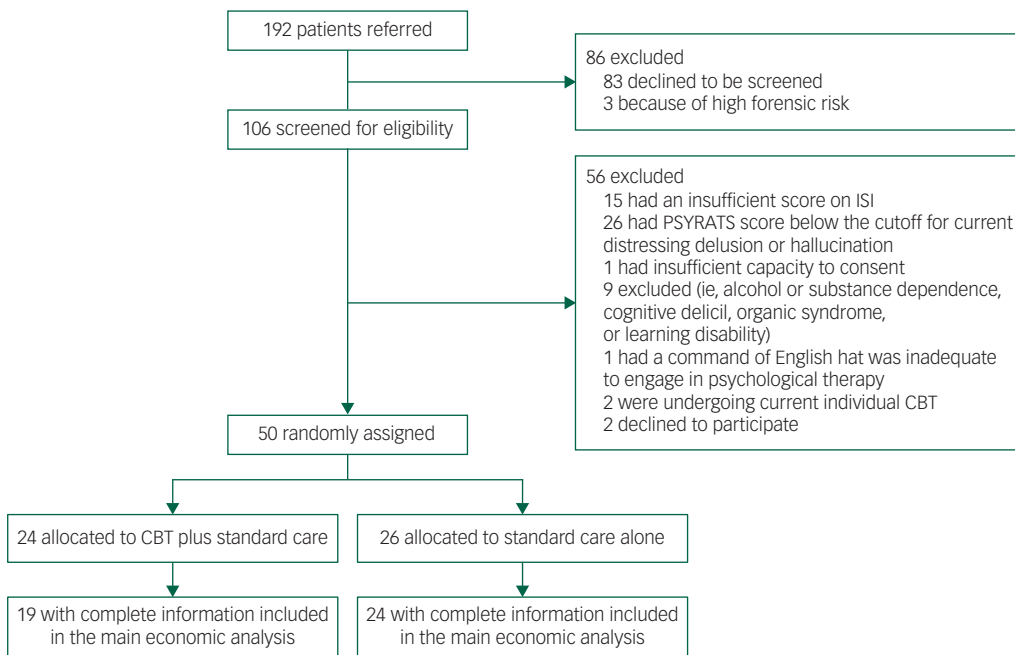 192 patients referred
86 excluded
83 declined to be screened
3 because of high forensic risk
106 screened for eligibility
56 excluded
15 had an insufficient score on ISI
26 had PSYRATS score below the cutoff for current
distressing delusion or hallucination
1 had insufficient capacity to consent
9 excluded (ie, alcohol or substance dependence,
cognitive delicil, organic syndrome,
or learning disability)
1 had a command of English hat was inadequate
to engage in psychological therapy
2 were undergoing current individual CBT
2 declined to participate
50 randomly assigned
24 allocated to CBT plus standard care
26 allocated to standard care alone
19 with complete information included
in the main economic analysis
24 with complete information included
in the main economic analysis